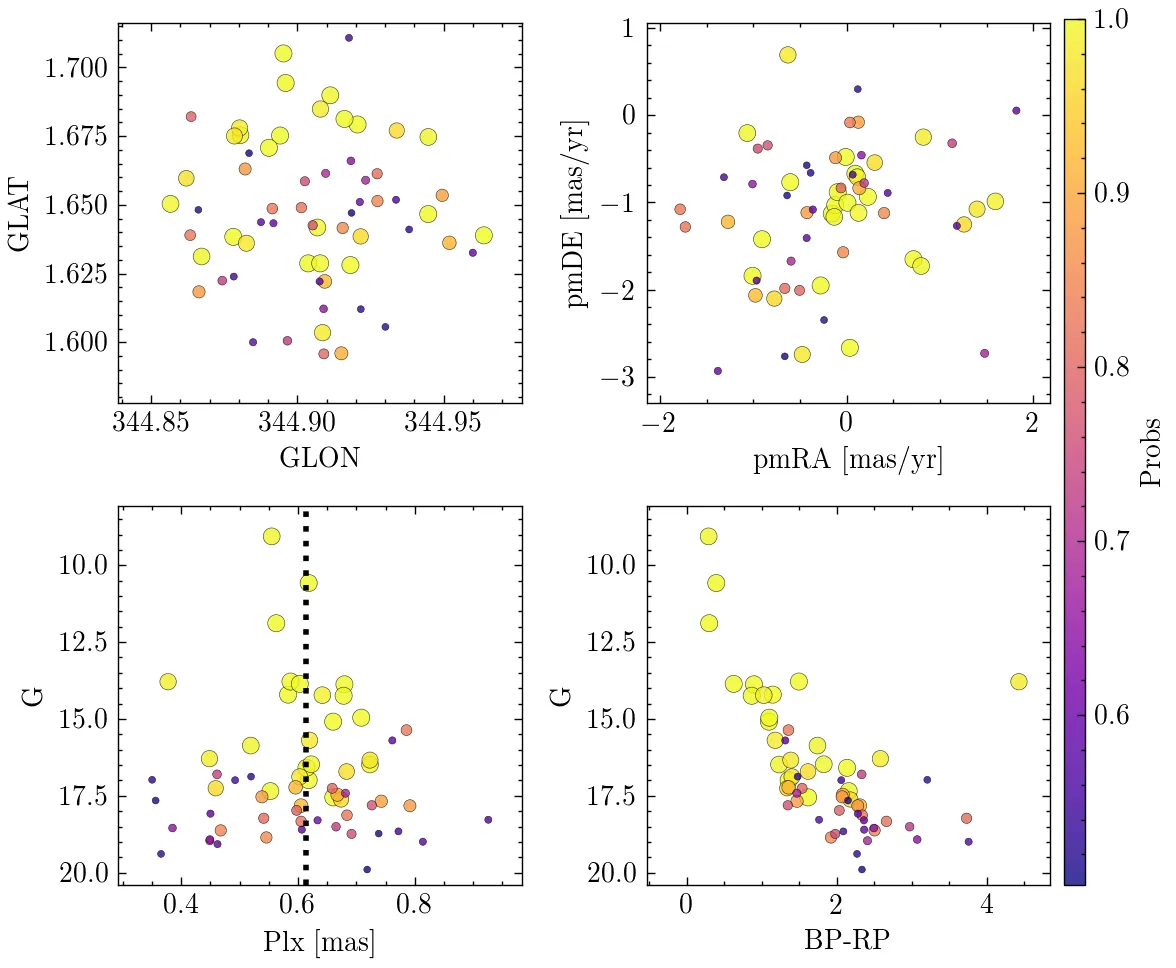 1.700
1.675
1.650
1.625
1.600
GLAT
344.85 344.90 344.95
GLON
1
0
−1
−2
−3
pmDE [mas/yr]
−2 0 2
pmRA [mas/yr]
10.0
12.5
15.0
17.5
20.0
G
0.4 0.6 0.8
Plx [mas]
10.0
12.5
15.0
17.5
20.0
G
0 2 4
BP-RP
1.0
0.9
0.8
0.7
0.6
Probs